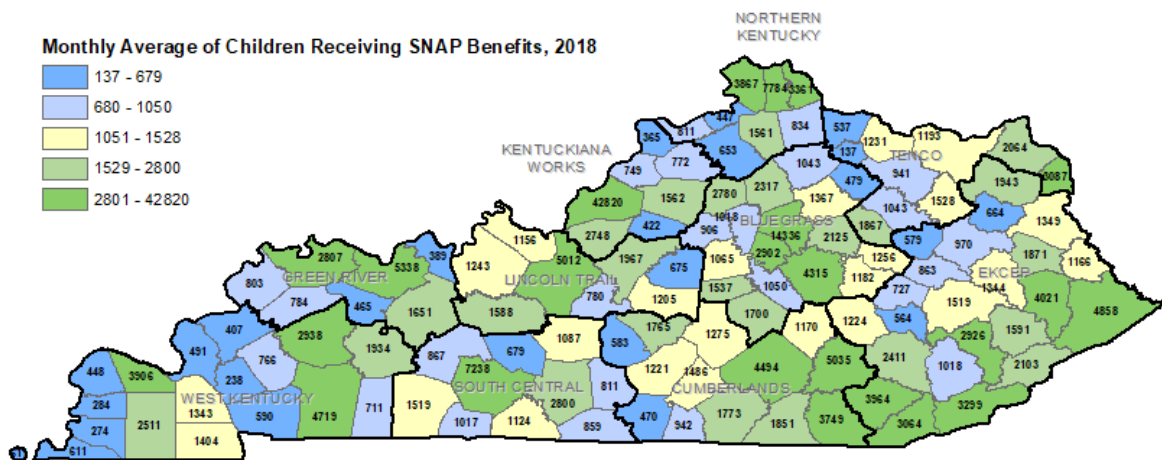 NORTHERN
KENTUCKY
Monthly Average of Children Receiving SNAP Benefits, 2018
137 - 679
680 - 1050
1051 - 1528
1529 - 2800
2801 - 42820
3867 7784 3361
447
811 1561 834 537
365 1231 1193
653 137 TENCO 2064
KENTUCKIANA
WORKS
749 772 1043 941
479 1943 3087
2780 2317 1367 1528
42820 1562 1043 664
906 BLUEGRASS 1349
2748 422 14336 2125 1867
1156 579 970
2807 389 5012 1967 2902 1256 1871
GREEN RIVER 5338 1243 675 1065 863 1166
803 LINCOLN TRAIL 4315 1182 EKCEP
784 465 780 1537 1050 727 1344
1205 1519 4021
1651 1588 1700 564 4858
407 2938 1765 1275 1170 1224
1934 1087 583 2926 1591
491 766 867 679 2411
448 7238 1221 4494 5035 1018 2103
3906 238 811 1486
284 WEST KENTUCKY SOUTH CENTRAL CUMBERLANDS
1343 590 2800 3964
2511 4719 711 1519 3299
274 1017 1124 859 470 942 1773 1851 3749 3064
1404
611